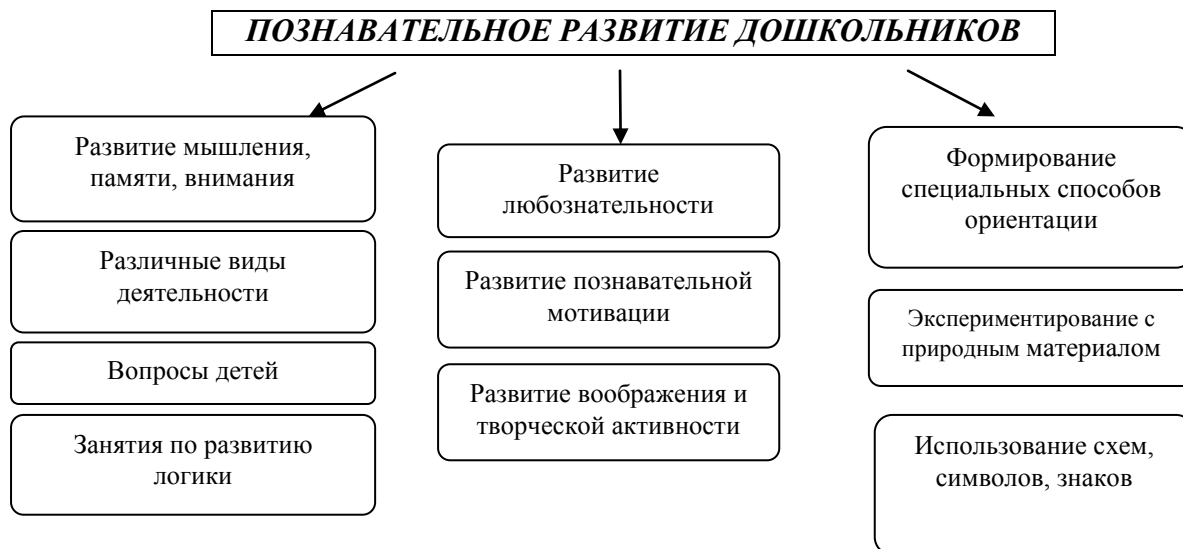 ПОЗНАВАТЕЛЬНОЕ РАЗВИТИЕ ДОШКОЛЬНИКОВ
Развитие мышления,
памяти, внимания
Различные виды
деятельности
Вопросы детей
Занятия по развитию
логики
Развитие
любознательности
Развитие познавательной
мотивации
Развитие воображения и
творческой активности
Формирование
специальных способов
ориентации
Экспериментирование с
природным материалом
Использование схем,
символов, знаков